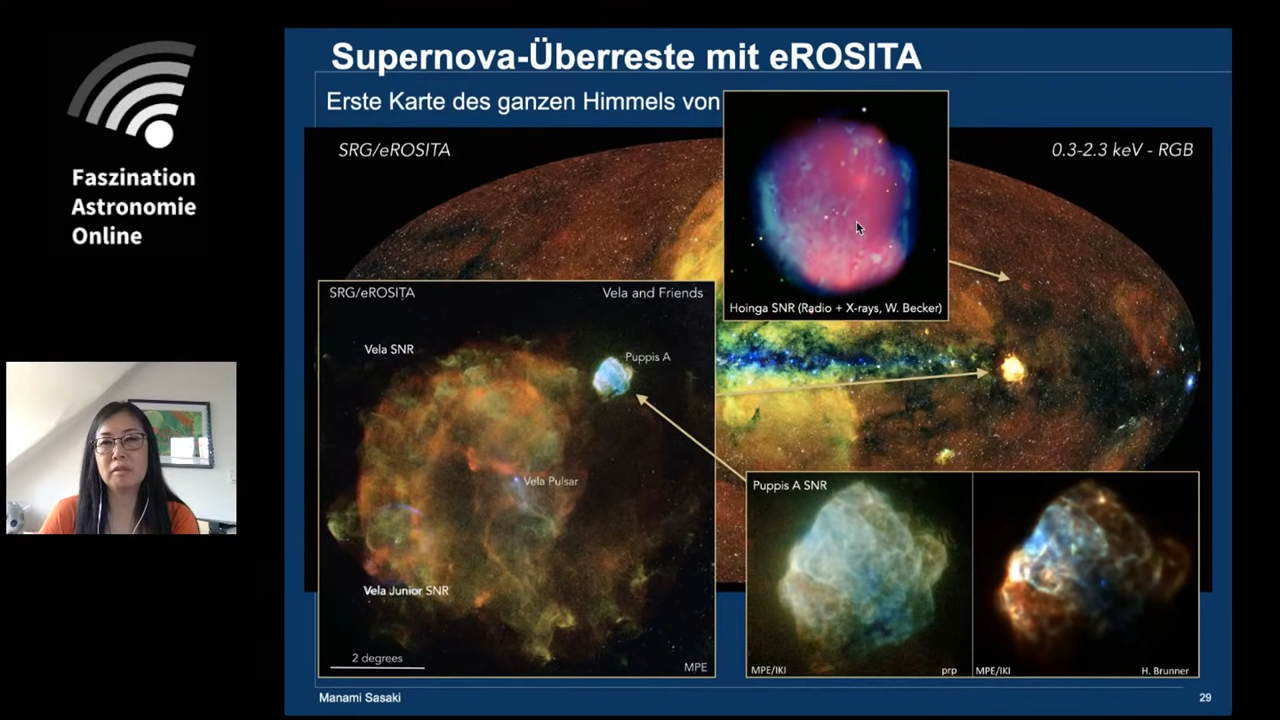 Faszination
Astronomie
Online
Supernova-Überreste mit eROSITA
Erste Karte des ganzen Himmels von
SRG/eROSITA
0.3-2.3 keV - RGB
Hoinga SNR (Radio + X-rays, W. Becker)
SRG/eROSITA
Vela and Friends
Vela SNR
Puppis A
Vela Pulsar
Vela Junior SNR
2 degrees
MPE
Puppis A SNR
MPE/IKI
prp
MPE/IKI
H. Brunner
Manami Sasaki
29